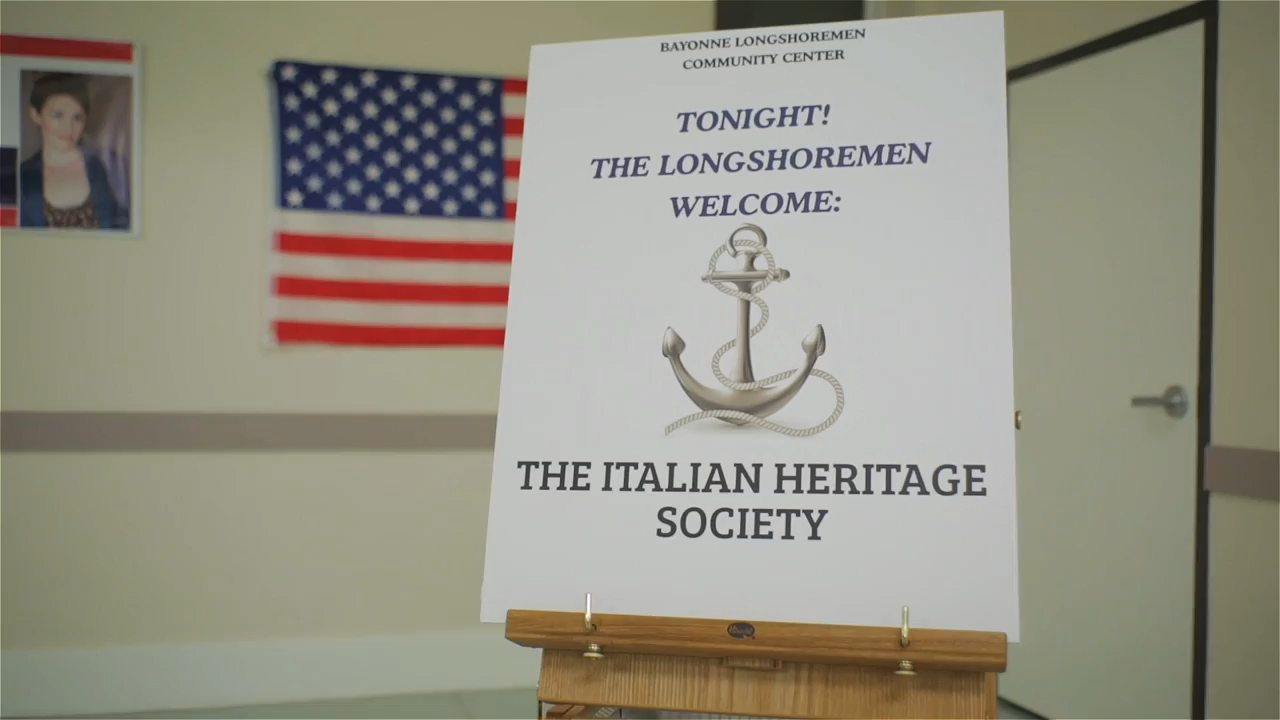 BAYONNE LONGSHOREMEN
COMMUNITY CENTER
TONIGHT!
THE LONGSHOREMEN
WELCOME:
THE ITALIAN HERITAGE
SOCIETY